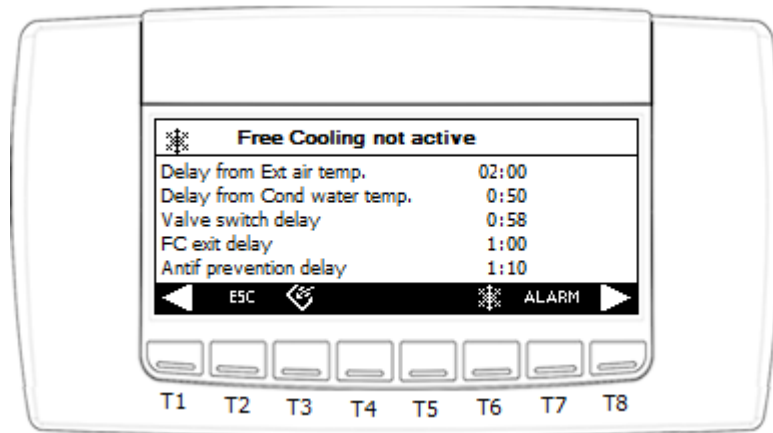 Free Cooling not active
Delay from Ext air temp. 02:00
Delay from Cond water temp. 0:50
Valve switch delay 0:58
FC exit delay 1:00
Antif prevention delay 1:10
ESC ALARM
T1 T2 T3 T4 T5 T6 T7 T8